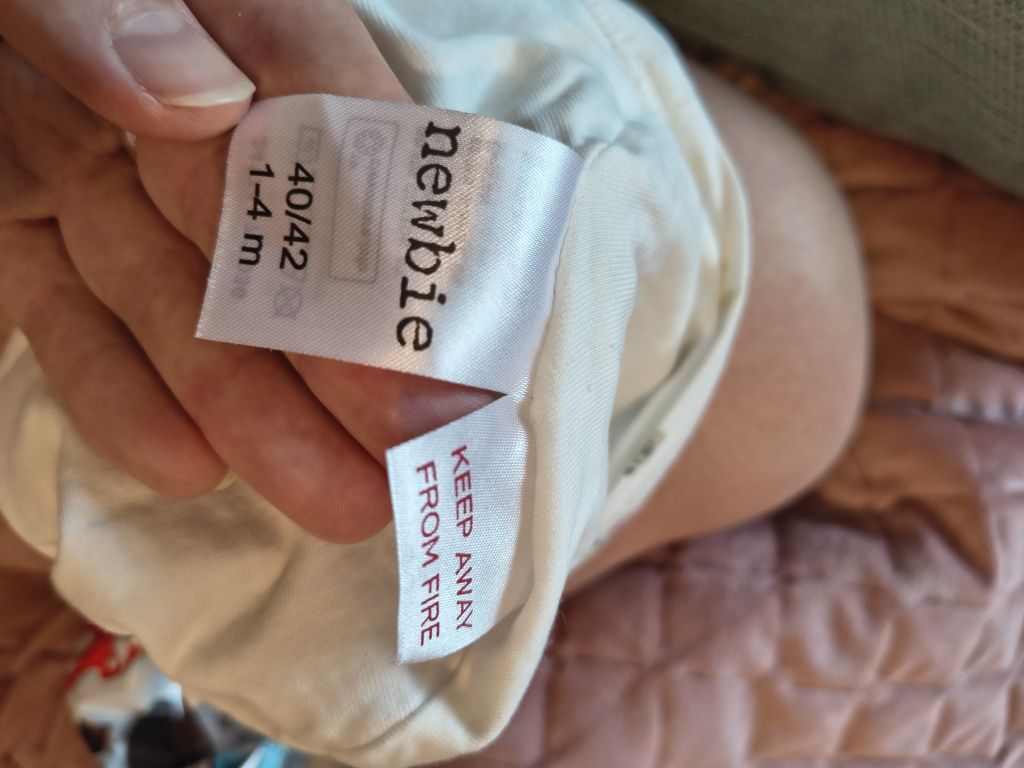 newbie
40/42
1-4 m
KEEP AWAY
FROM FIRE